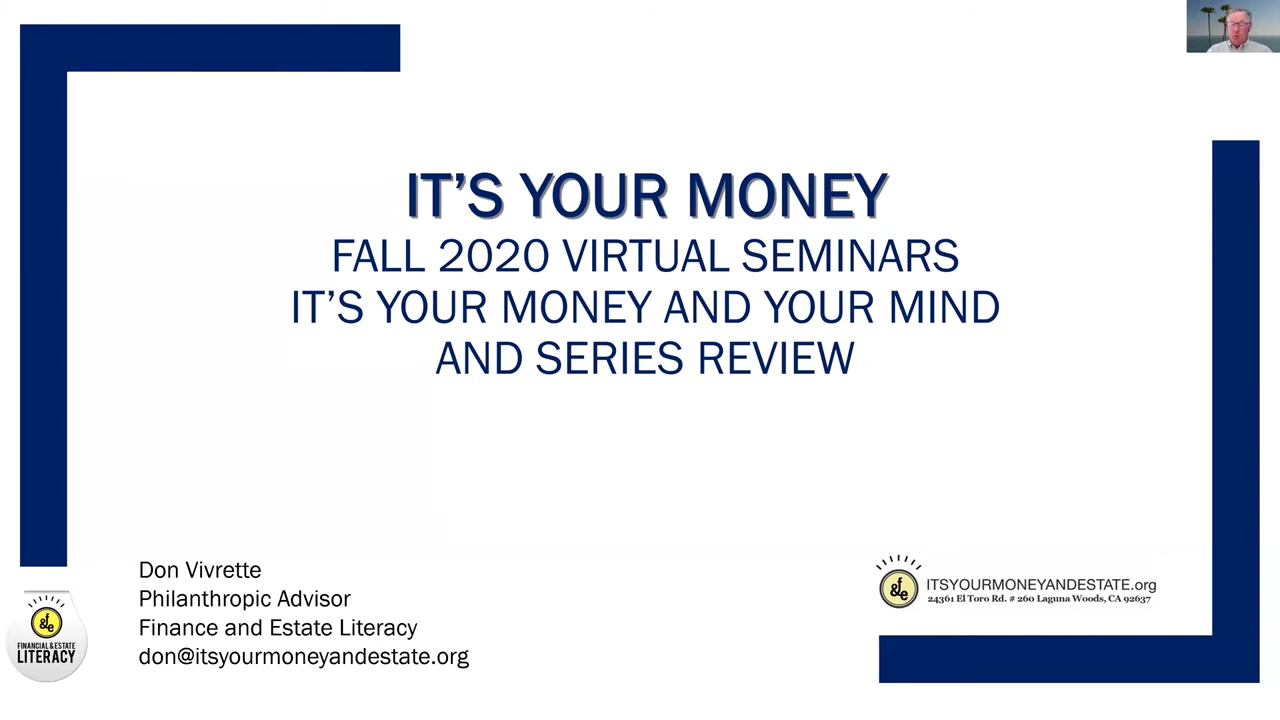 IT’S YOUR MONEY
FALL 2020 VIRTUAL SEMINARS
IT’S YOUR MONEY AND YOUR MIND
AND SERIES REVIEW
Don Vivrette
Philanthropic Advisor
Finance and Estate Literacy
don@itsyourmoneyandestate.org
f&e
FINANCIAL & ESTATE
LITERACY
f&e
ITSYOURMONEYANDESTATE.org
24361 El Toro Rd. # 260 Laguna Woods, CA 92637